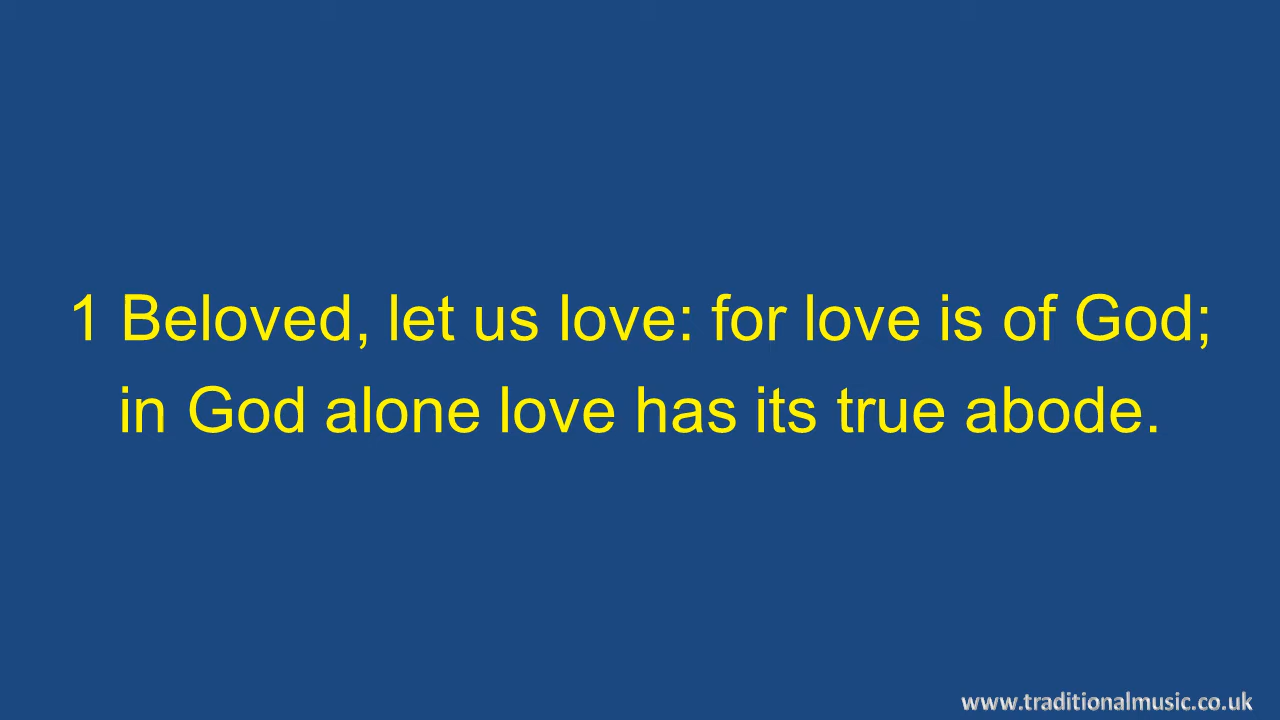 1 Beloved, let us love: for love is of God;
in God alone love has its true abode.
www.traditionalmusic.co.uk